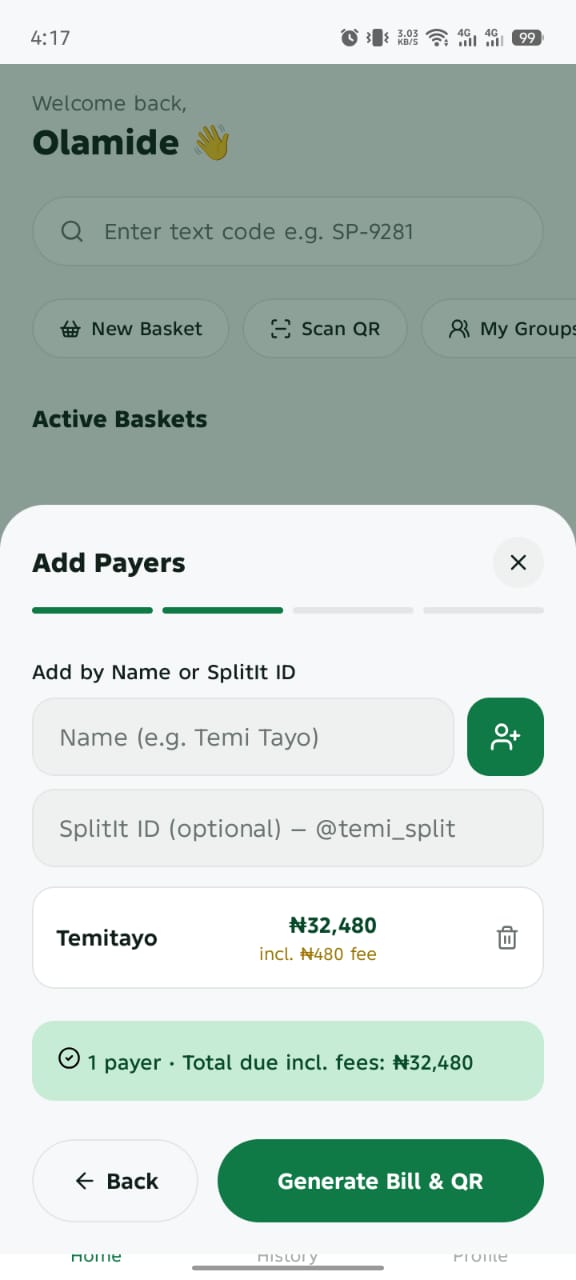 4:17
3.03
KB/S
4G
4G
99
Welcome back,
Olamide 👋
Enter text code e.g. SP-9281
New Basket
Scan QR
My Groups
Active Baskets
Add Payers
Add by Name or SplitIt ID
Name (e.g. Temi Tayo)
SplitIt ID (optional) – @temi_split
Temitayo
₦32,480
incl. ₦480 fee
1 payer · Total due incl. fees: ₦32,480
← Back
Generate Bill & QR
Home
History
Profile